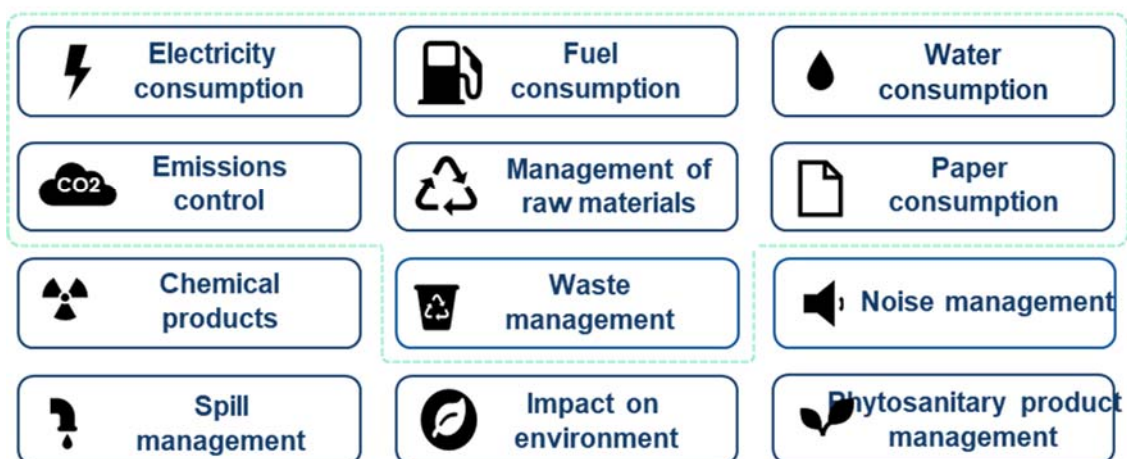 Electricity
consumption
Fuel
consumption
Water
consumption
CO2
Emissions
control
Management of
raw materials
Paper
consumption
Chemical
products
Waste
management
Noise management
Spill
management
Impact on
environment
Phytosanitary product
management